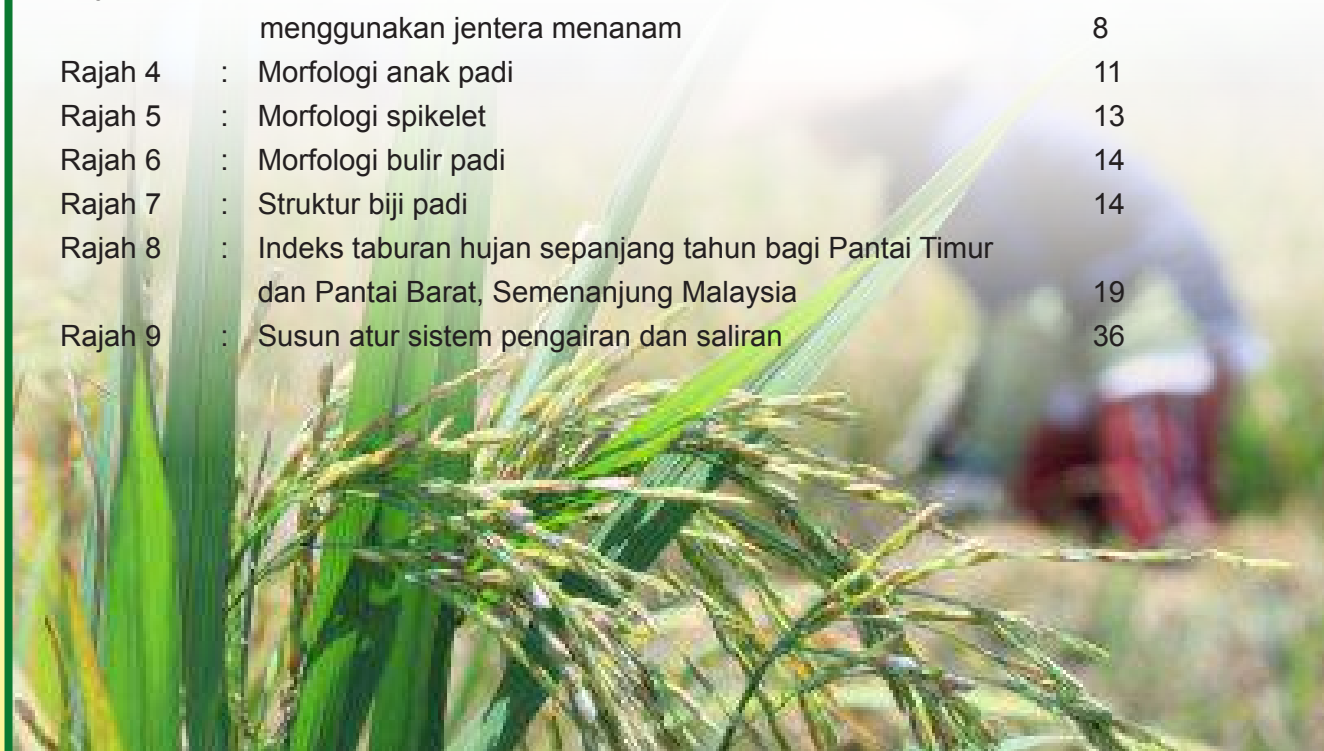 menggunakan jentera menanam 8
Rajah 4 : Morfologi anak padi 11
Rajah 5 : Morfologi spikelet 13
Rajah 6 : Morfologi bulir padi 14
Rajah 7 : Struktur biji padi 14
Rajah 8 : Indeks taburan hujan sepanjang tahun bagi Pantai Timur
dan Pantai Barat, Semenanjung Malaysia 19
Rajah 9 : Susun atur sistem pengairan dan saliran 36